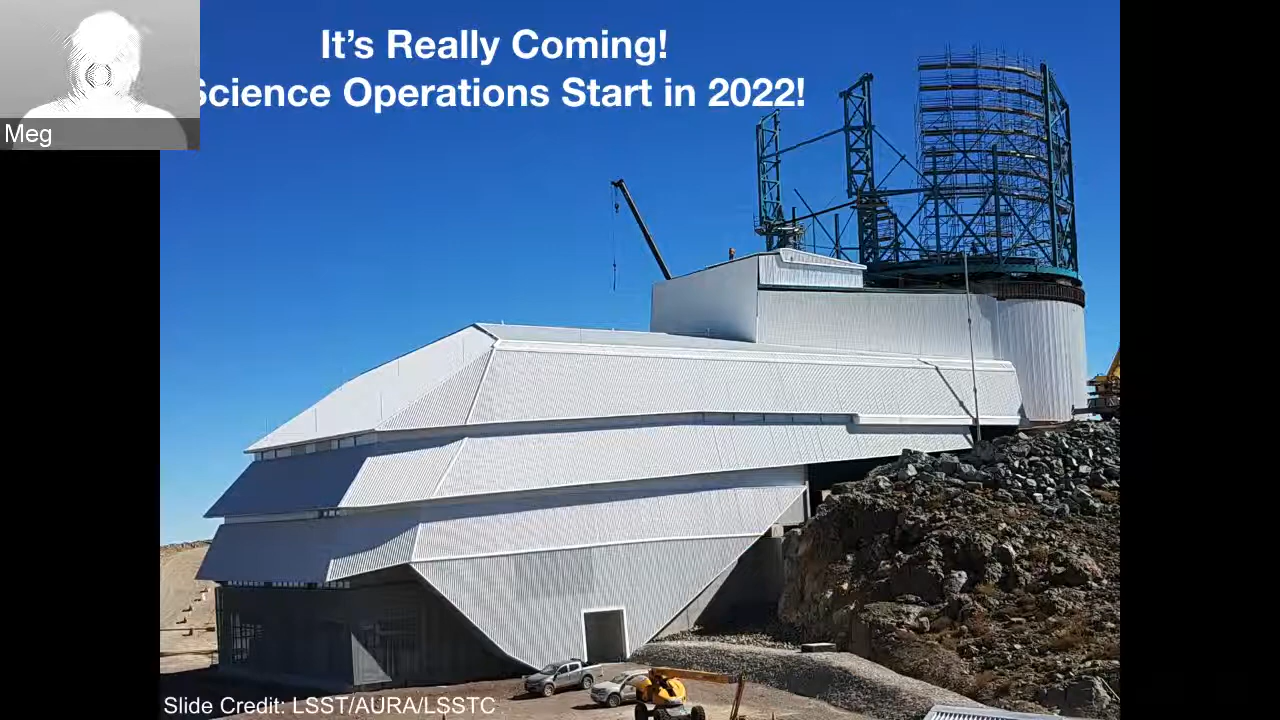 It's Really Coming!
Science Operations Start in 2022!
Meg
Slide Credit: LSST/AURA/LSSTC